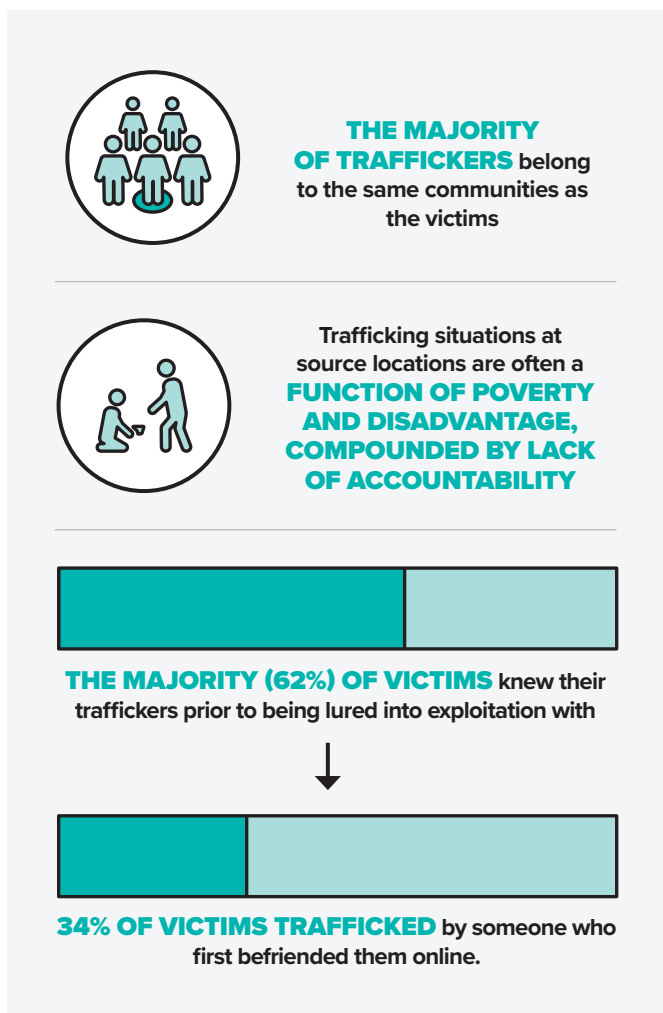 THE MAJORITY
OF TRAFFICKERS belong
to the same communities as
the victims
Trafficking situations at
source locations are often a
FUNCTION OF POVERTY
AND DISADVANTAGE,
COMPOUNDED BY LACK
OF ACCOUNTABILITY
THE MAJORITY (62%) OF VICTIMS knew their
traffickers prior to being lured into exploitation with
34% OF VICTIMS TRAFFICKED by someone who
first befriended them online.